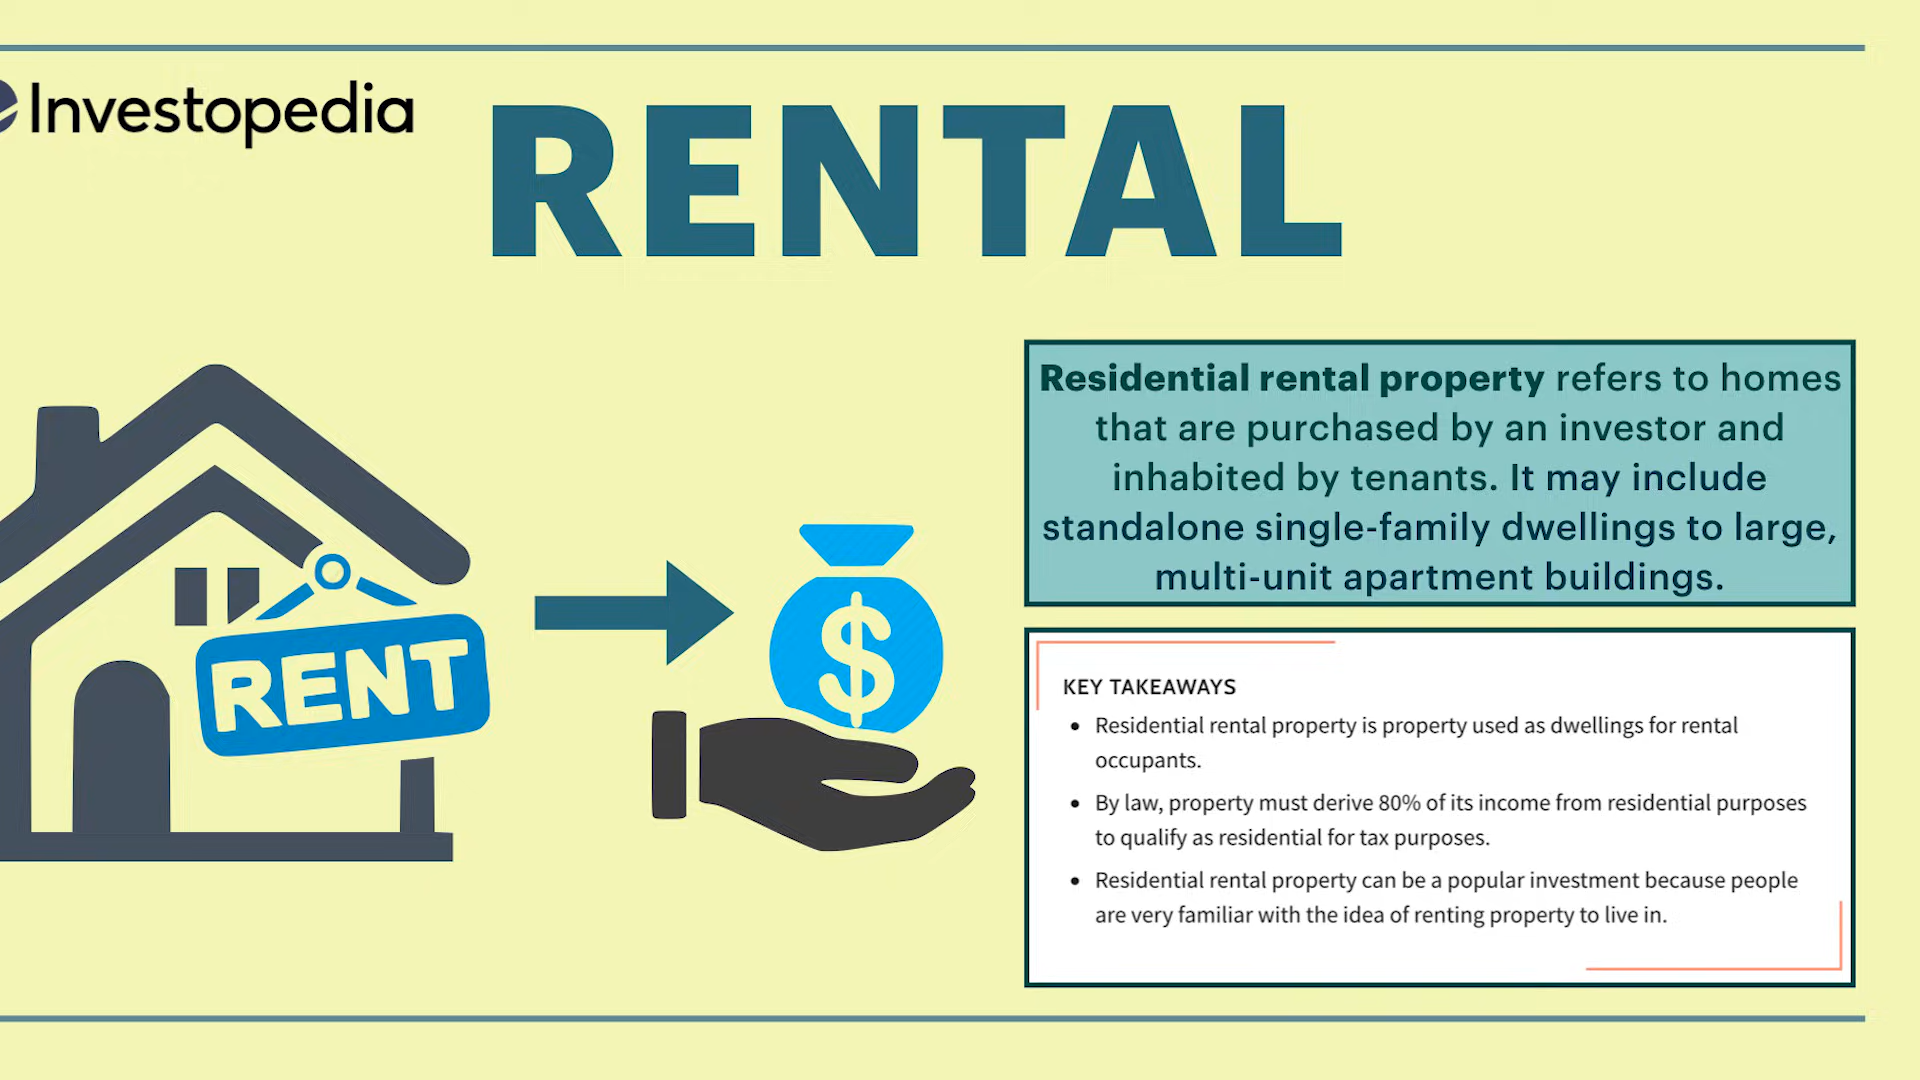 Investopedia
RENTAL
RENT
$
Residential rental property refers to homes
that are purchased by an investor and
inhabited by tenants. It may include
standalone single-family dwellings to large,
multi-unit apartment buildings.
KEY TAKEAWAYS
• Residential rental property is property used as dwellings for rental
occupants.
• By law, property must derive 80% of its income from residential purposes
to qualify as residential for tax purposes.
• Residential rental property can be a popular investment because people
are very familiar with the idea of renting property to live in.